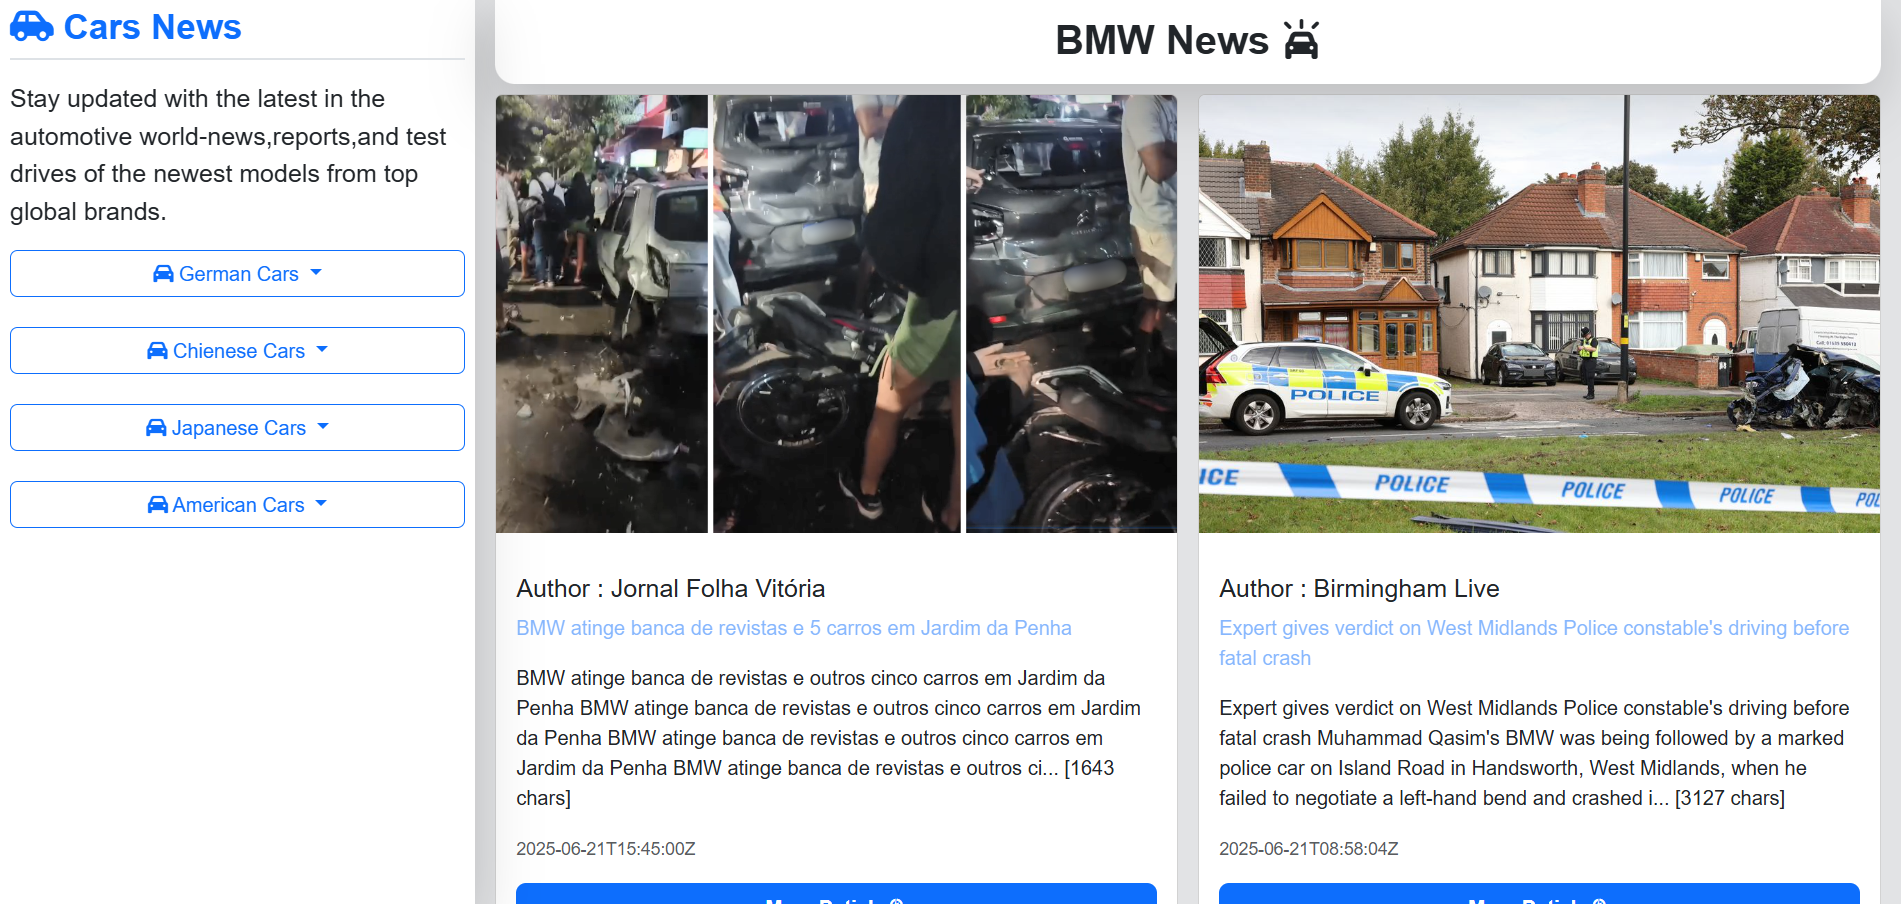 Cars News
Stay updated with the latest in the
automotive world-news,reports,and test
drives of the newest models from top
global brands.
German Cars
Chienese Cars
Japanese Cars
American Cars
BMW News
POLICE
ICE POLICE POLICE POLICE POL
Author : Jornal Folha Vitória
BMW atinge banca de revistas e 5 carros em Jardim da Penha
BMW atinge banca de revistas e outros cinco carros em Jardim da
Penha BMW atinge banca de revistas e outros cinco carros em Jardim
da Penha BMW atinge banca de revistas e outros cinco carros em
Jardim da Penha BMW atinge banca de revistas e outros ci... [1643
chars]
2025-06-21T15:45:00Z
Author : Birmingham Live
Expert gives verdict on West Midlands Police constable's driving before
fatal crash
Expert gives verdict on West Midlands Police constable's driving before
fatal crash Muhammad Qasim's BMW was being followed by a marked
police car on Island Road in Handsworth, West Midlands, when he
failed to negotiate a left-hand bend and crashed i... [3127 chars]
2025-06-21T08:58:04Z